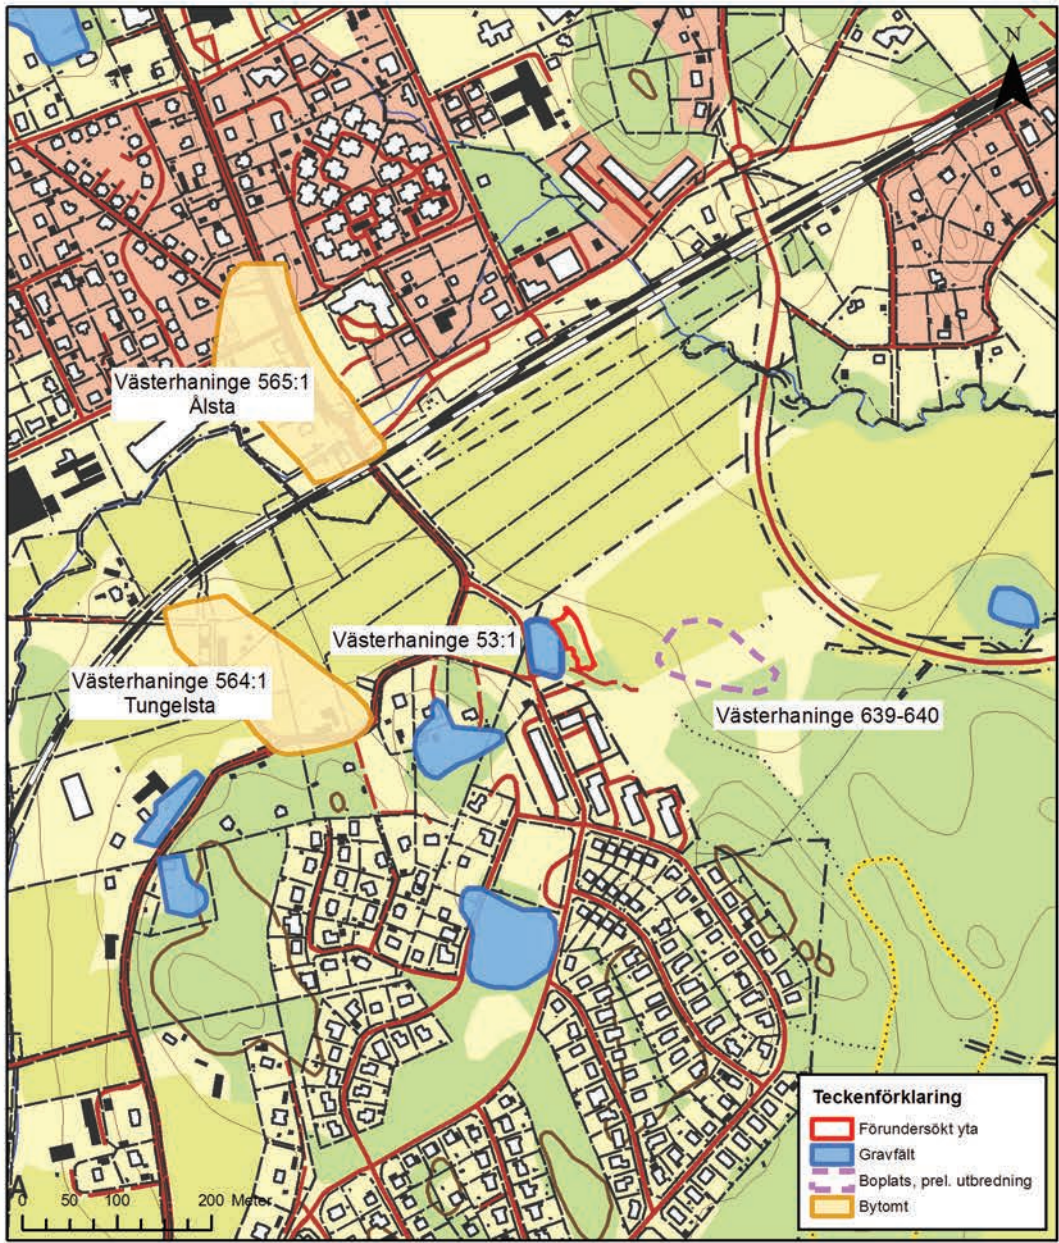 N
Västerhaninge 565:1
Ålsta
Västerhaninge 53:1
Västerhaninge 564:1
Tungelsta
Västerhaninge 639-640
Teckenförklaring
Förundersökt yta
Gravfält
Boplats, prel. utbredning
Bytomt
A
0 50 100 200 Meter